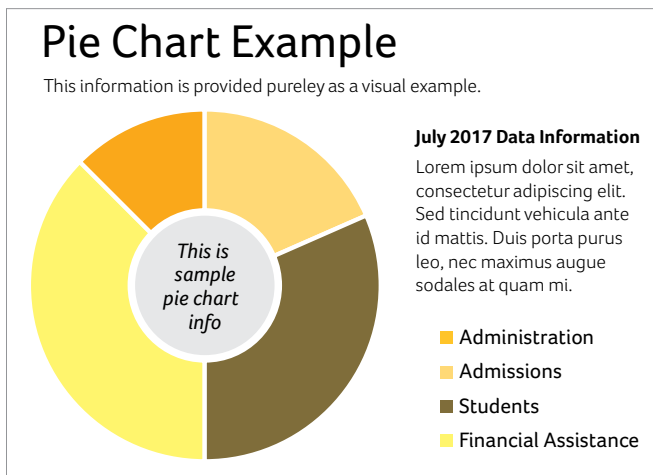 Pie Chart Example
This information is provided pureley as a visual example.
This is
sample
pie chart
info
July 2017 Data Information
Lorem ipsum dolor sit amet,
consectetur adipiscing elit.
Sed tincidunt vehicula ante
id mattis. Duis porta purus
leo, nec maximus augue
sodales at quam mi.
Administration
Admissions
Students
Financial Assistance